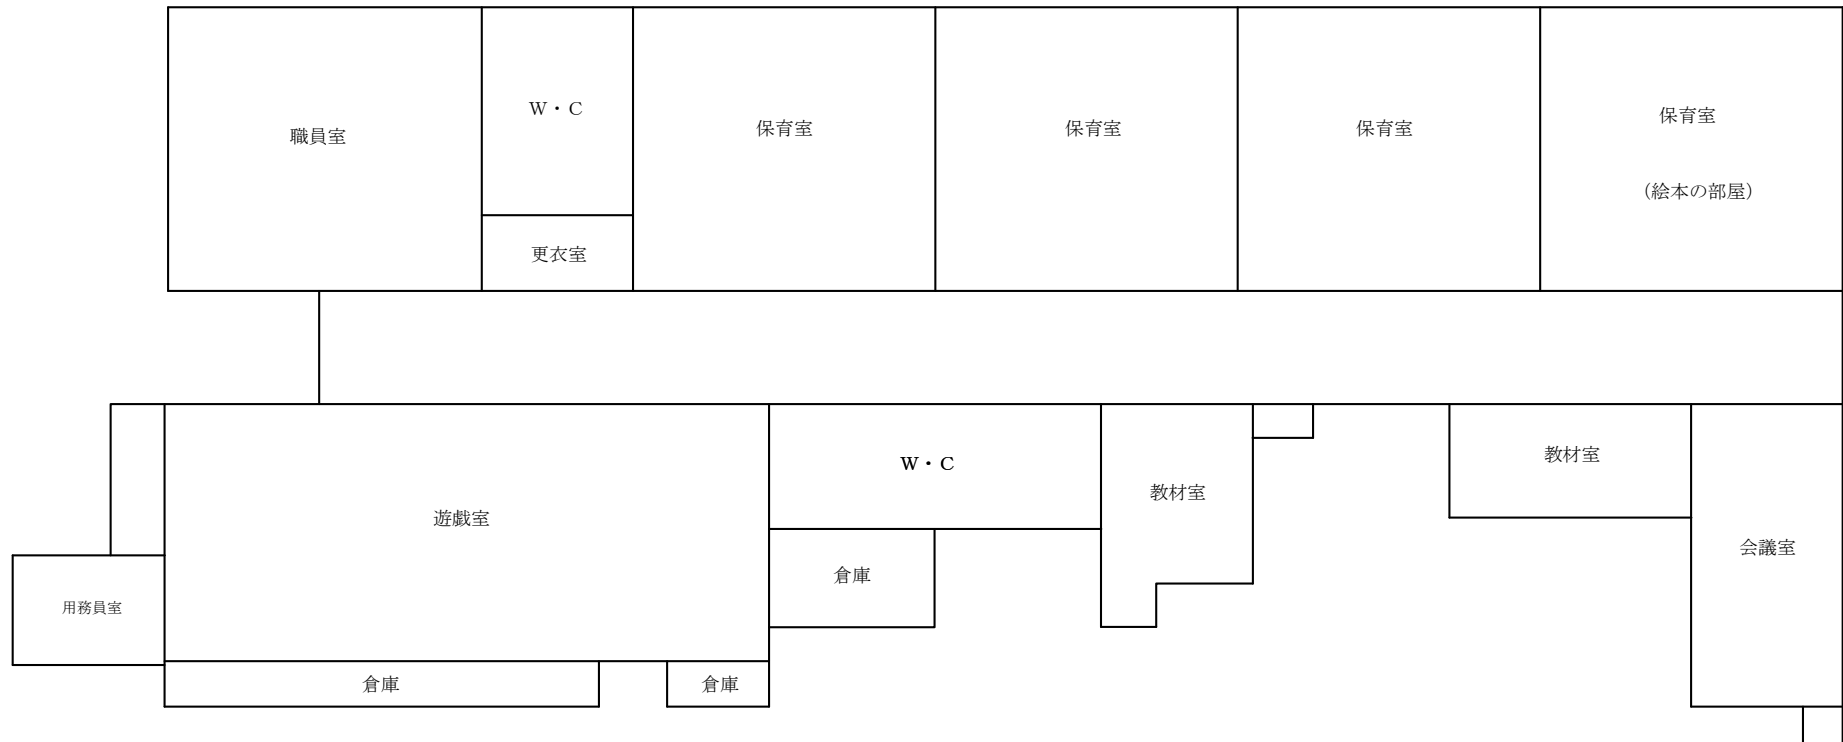 職員室
W・C
更衣室
保育室
保育室
保育室
保育室
（絵本の部屋）
遊戯室
W・C
教材室
教材室
会議室
倉庫
用務員室
倉庫
倉庫